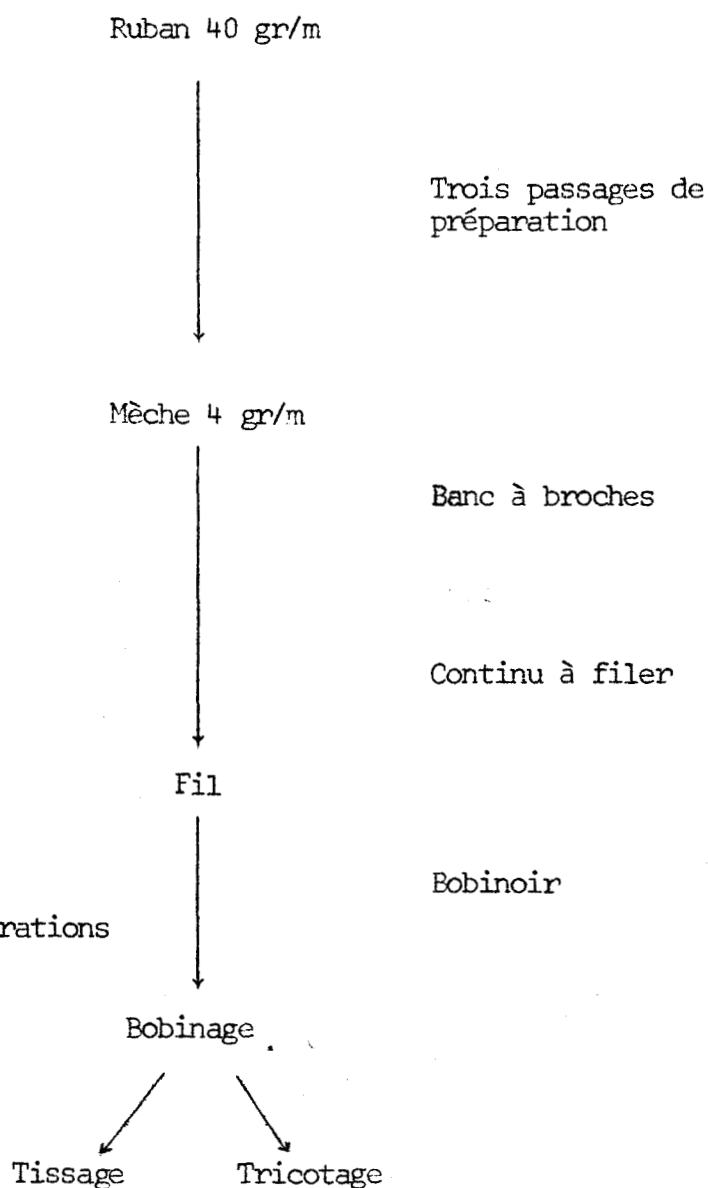 Ruban 40 gr/m
Trois passages de
préparation
Mèche 4 gr/m
Banc à broches
Continu à filer
Fil
Bobinoir
rations
Bobinage
Tissage Tricotage